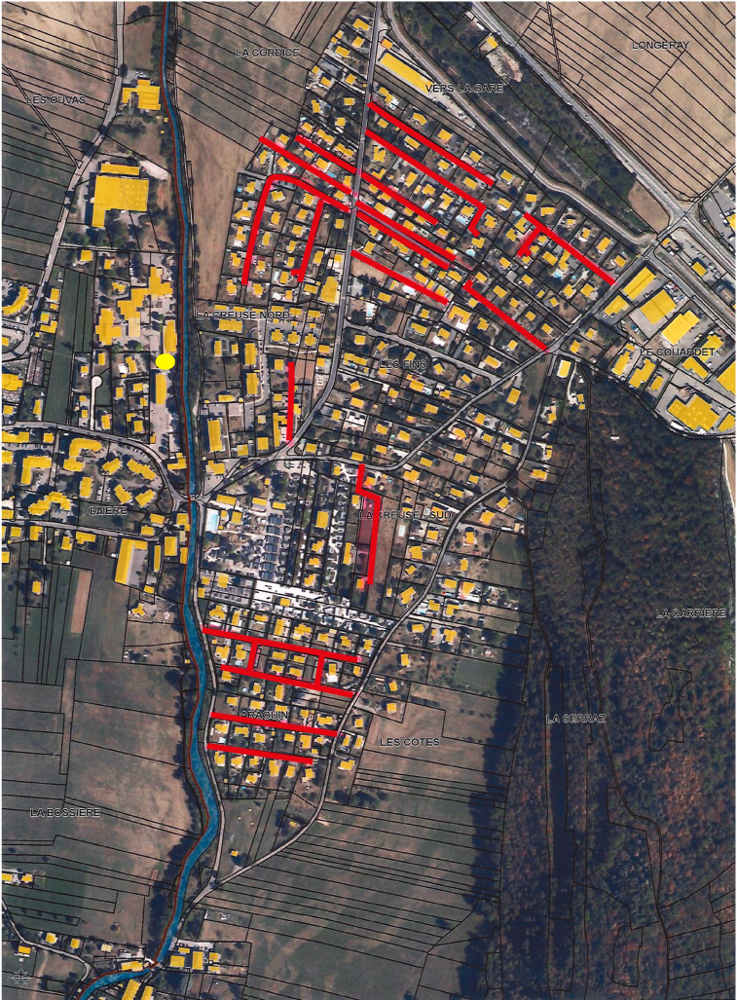 LONGERAY
LA CORDICE
VERS LA GARE
LES OUVAS
LA CREUSE NORD
LE COUARDET
LES FINS
LA CREUSE SUD
LAIERE
LA CARRIERE
ARAGUIN
LA SERRAZ
LES COTES
LA BOSSIERE